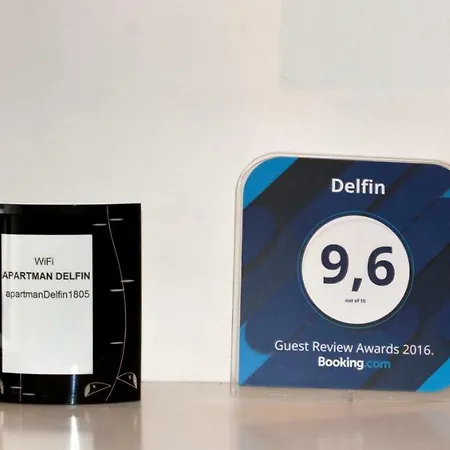 WiFi
APARTMAN DELFIN
apartmanDelfin1805
Delfin
9,6
out of 10
Guest Review Awards 2016.
Booking.com